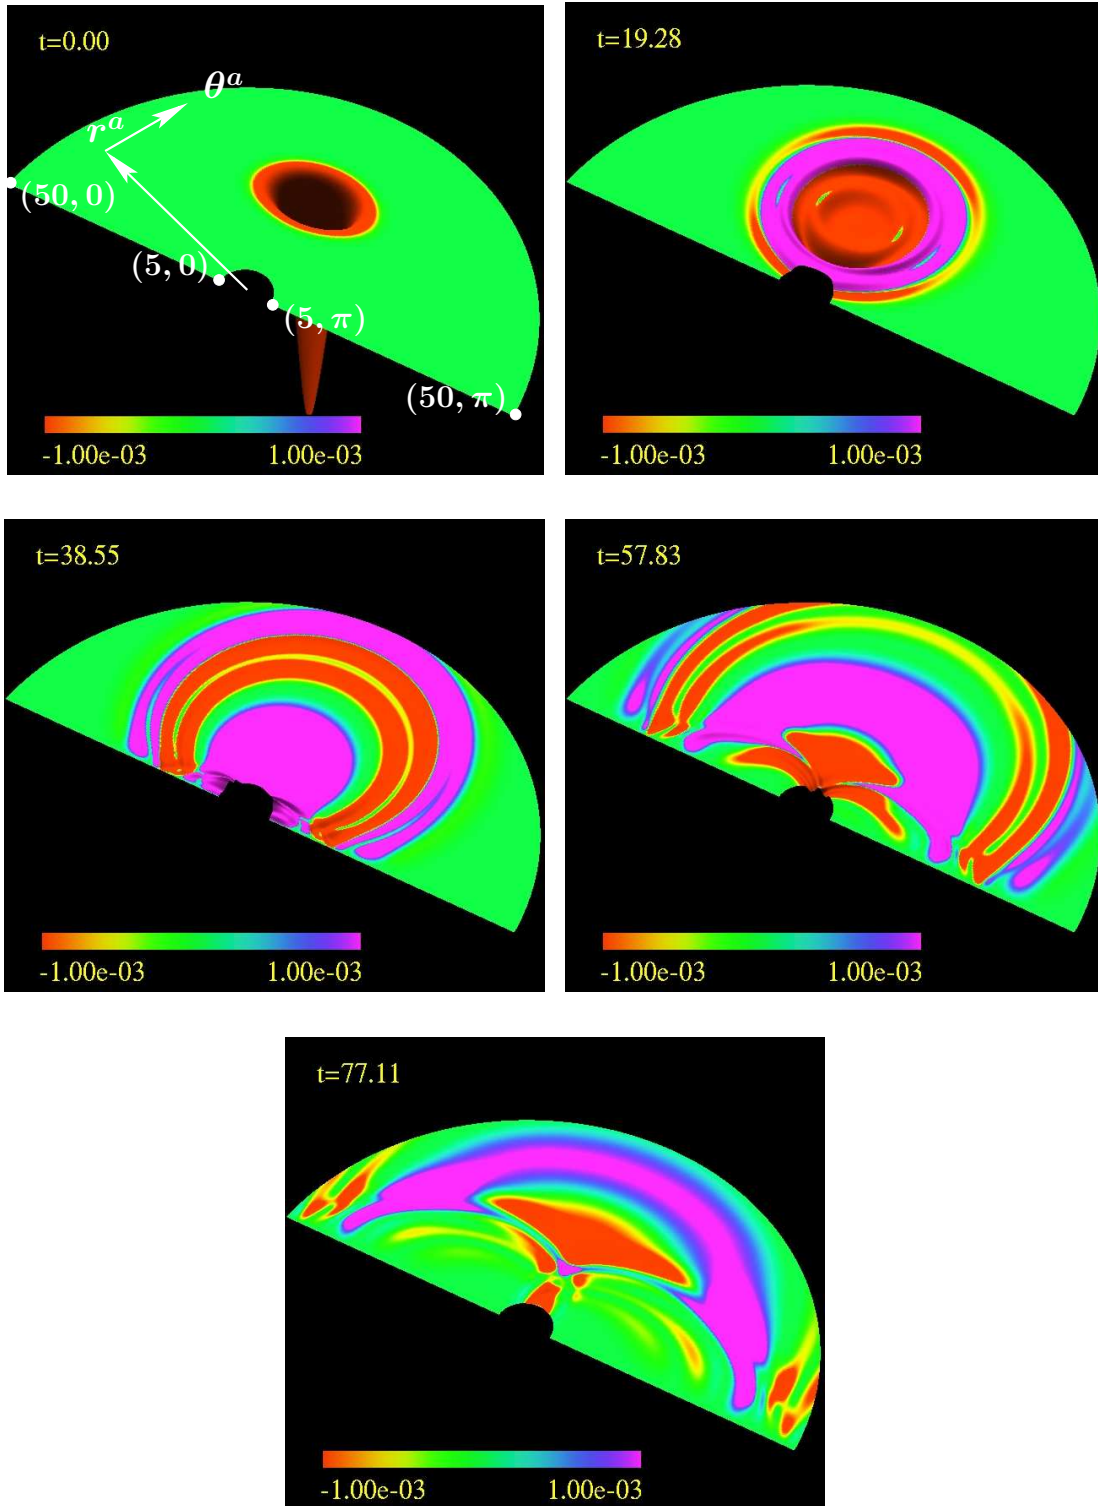 t=0.00
θ^a
r^a
(50, 0)
(5, 0)
(5, π)
(50, π)
-1.00e-03 1.00e-03
t=19.28
-1.00e-03 1.00e-03
t=38.55
-1.00e-03 1.00e-03
t=57.83
-1.00e-03 1.00e-03
t=77.11
-1.00e-03 1.00e-03